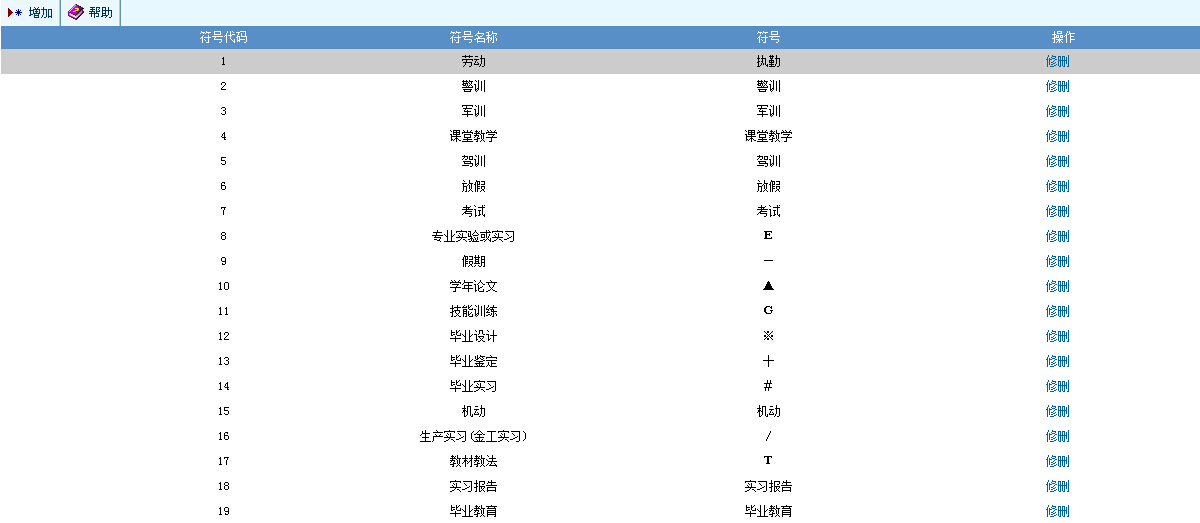 增加 帮助
符号代码 符号名称 符号 操作
1 劳动 执勤 修删
2 警训 警训 修删
3 军训 军训 修删
4 课堂教学 课堂教学 修删
5 驾训 驾训 修删
6 放假 放假 修删
7 考试 考试 修删
8 专业实验或实习 E 修删
9 假期 — 修删
10 学年论文 ▲ 修删
11 技能训练 G 修删
12 毕业设计 ※ 修删
13 毕业鉴定 十 修删
14 毕业实习 # 修删
15 机动 机动 修删
16 生产实习(金工实习) / 修删
17 教材教法 T 修删
18 实习报告 实习报告 修删
19 毕业教育 毕业教育 修删